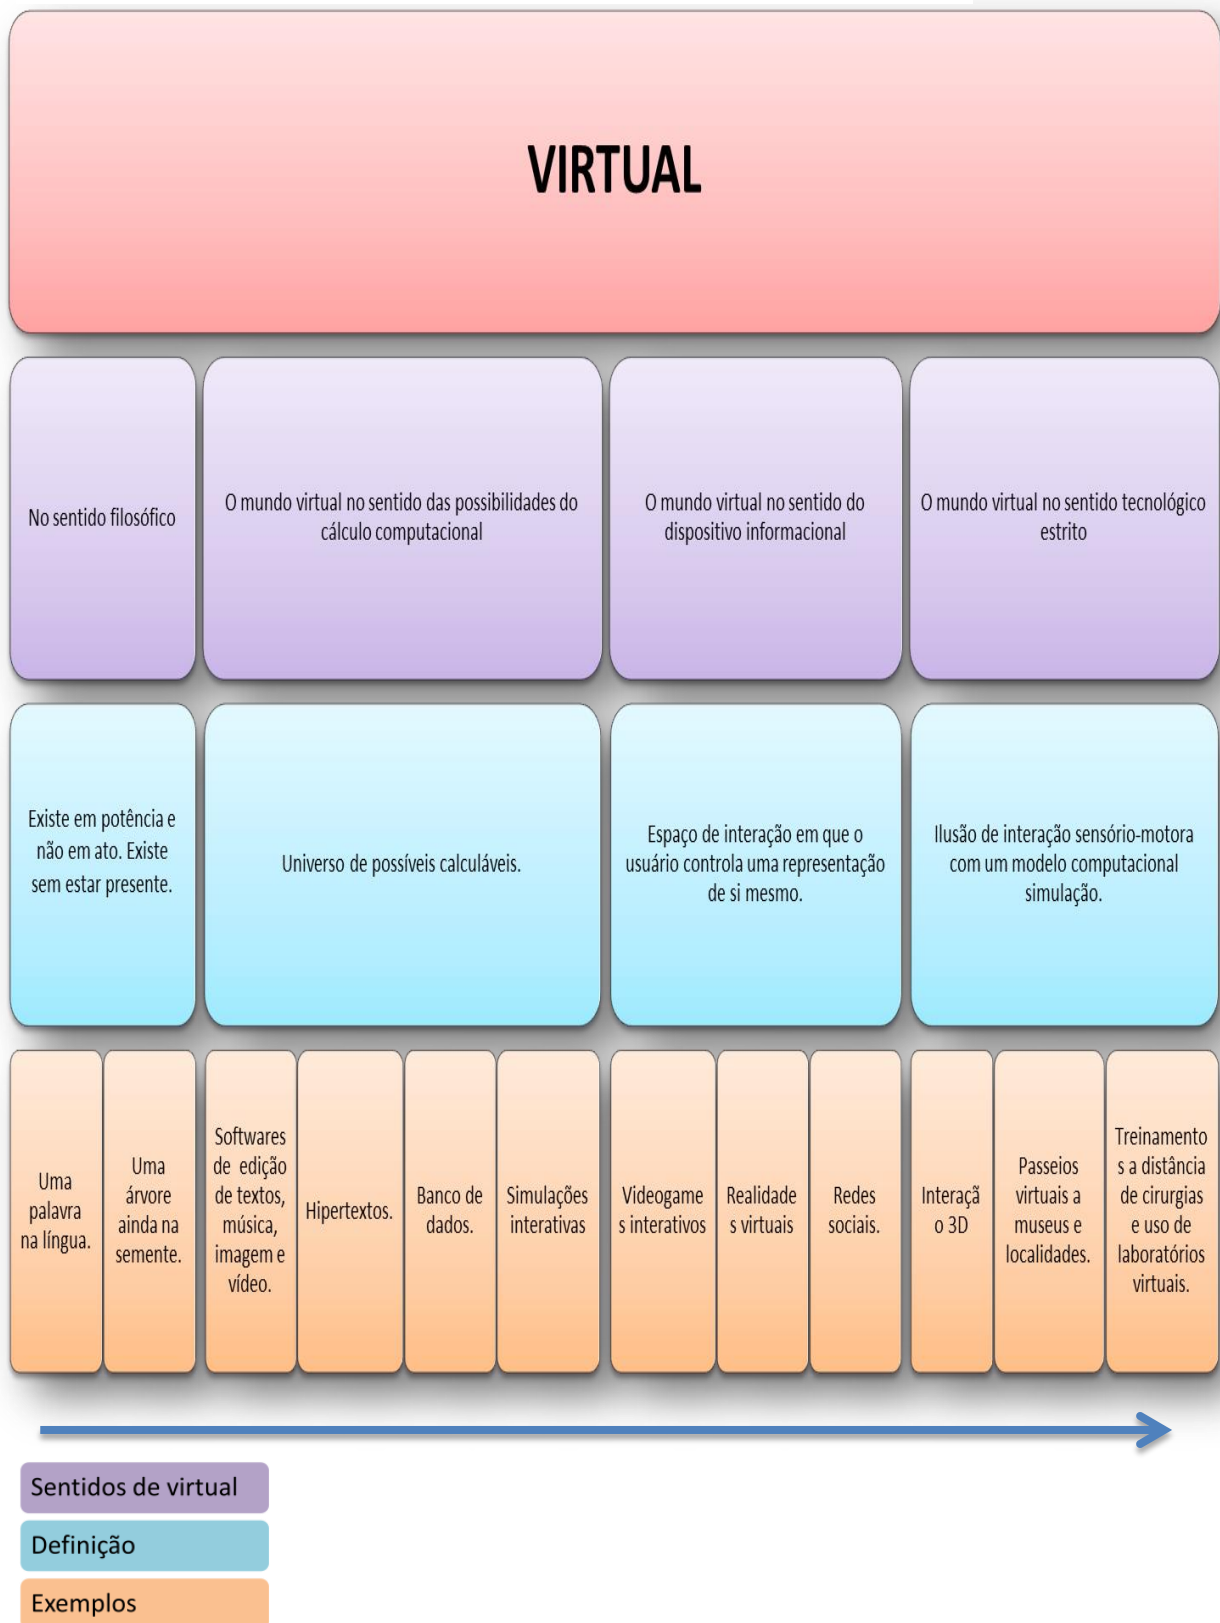 VIRTUAL
No sentido filosófico
O mundo virtual no sentido das possibilidades do
cálculo computacional
O mundo virtual no sentido do
dispositivo informacional
O mundo virtual no sentido tecnológico
estrito
Existe em potência e
não em ato. Existe
sem estar presente.
Universo de possíveis calculáveis.
Espaço de interação em que o
usuário controla uma representação
de si mesmo.
Ilusão de interação sensório-motora
com um modelo computacional
simulação.
Uma
palavra
na língua.
Uma
árvore
ainda na
semente.
Softwares
de edição
de textos,
música,
imagem e
vídeo.
Hipertextos.
Banco de
dados.
Simulações
interativas
Videogame
s interativos
Realidade
s virtuais
Redes
sociais.
Interaçã
o 3D
Passeios
virtuais a
museus e
localidades.
Treinamento
s a distância
de cirurgias
e uso de
laboratórios
virtuais.
Sentidos de virtual
Definição
Exemplos